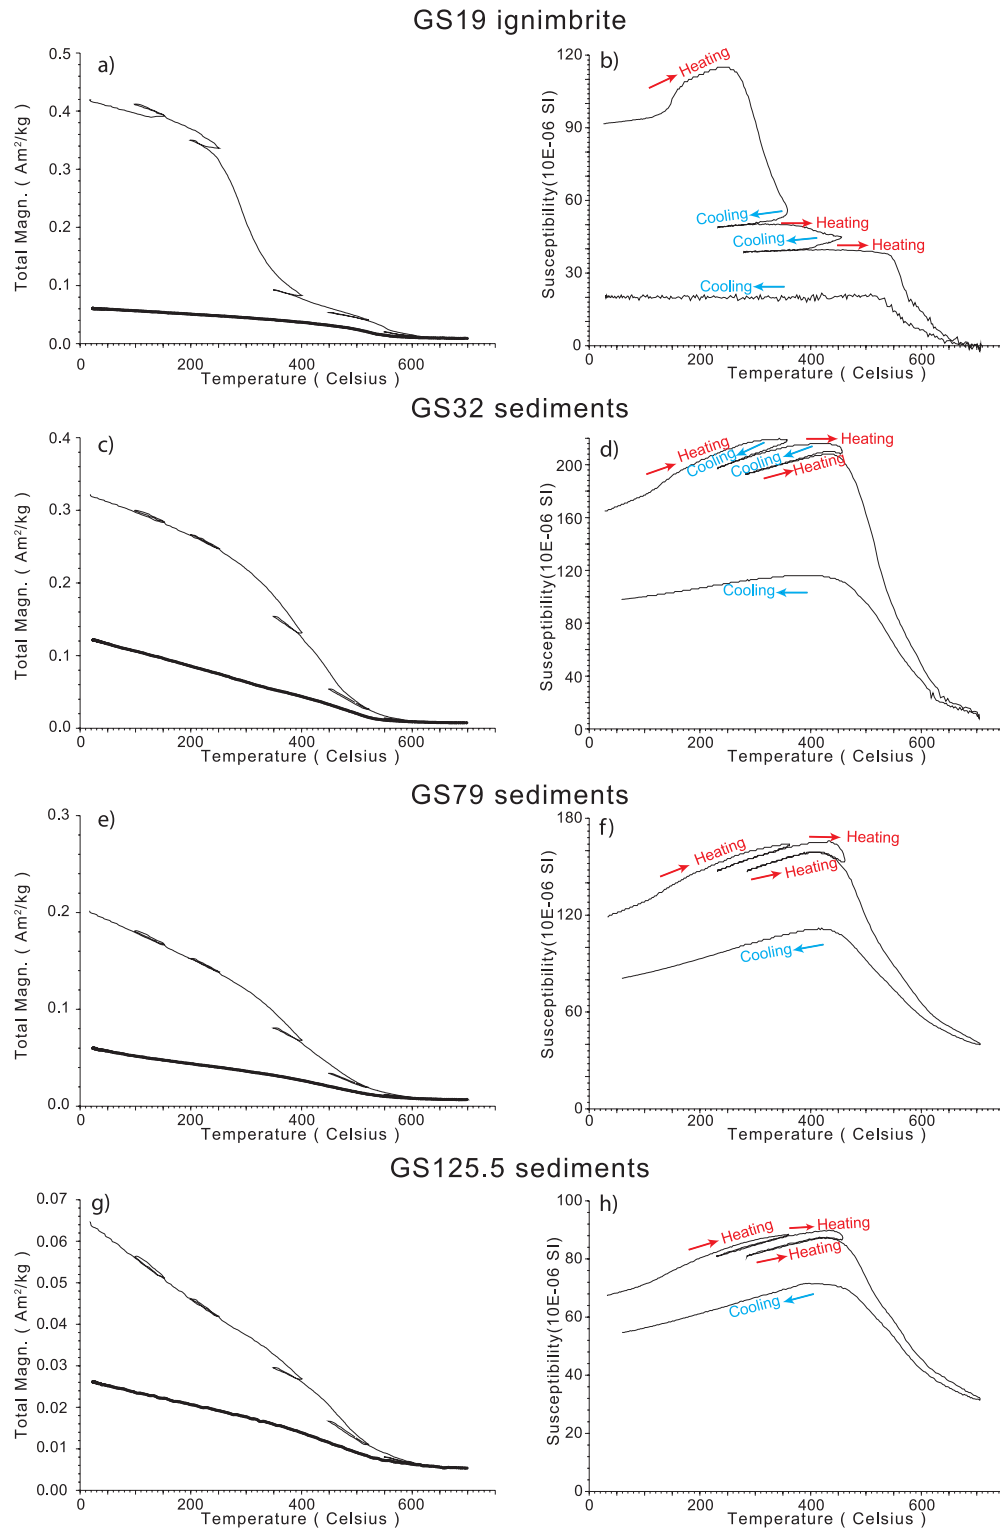 GS19 ignimbrite
a)
Total Magn. ( Am²/kg )
0.5
0.4
0.3
0.2
0.1
0.0
0
200
400
600
Temperature ( Celsius )
b)
Susceptibility(10E-06 SI)
120
90
60
30
0
0
200
400
600
Temperature ( Celsius )
Heating
Cooling
Heating
Cooling
Heating
Cooling
GS32 sediments
c)
Total Magn. ( Am²/kg )
0.4
0.3
0.2
0.1
0.0
0
200
400
600
Temperature ( Celsius )
d)
Susceptibility(10E-06 SI)
200
160
120
80
40
0
0
200
400
600
Temperature ( Celsius )
Heating
Cooling
Heating
Cooling
Heating
Cooling
GS79 sediments
e)
Total Magn. ( Am²/kg )
0.3
0.2
0.1
0.0
0
200
400
600
Temperature ( Celsius )
f)
Susceptibility(10E-06 SI)
180
120
60
0
0
200
400
600
Temperature ( Celsius )
Heating
Heating
Heating
Cooling
GS125.5 sediments
g)
Total Magn. ( Am²/kg )
0.07
0.06
0.05
0.04
0.03
0.02
0.01
0.00
0
200
400
600
Temperature ( Celsius )
h)
Susceptibility(10E-06 SI)
100
80
60
40
20
0
0
200
400
600
Temperature ( Celsius )
Heating
Heating
Heating
Cooling